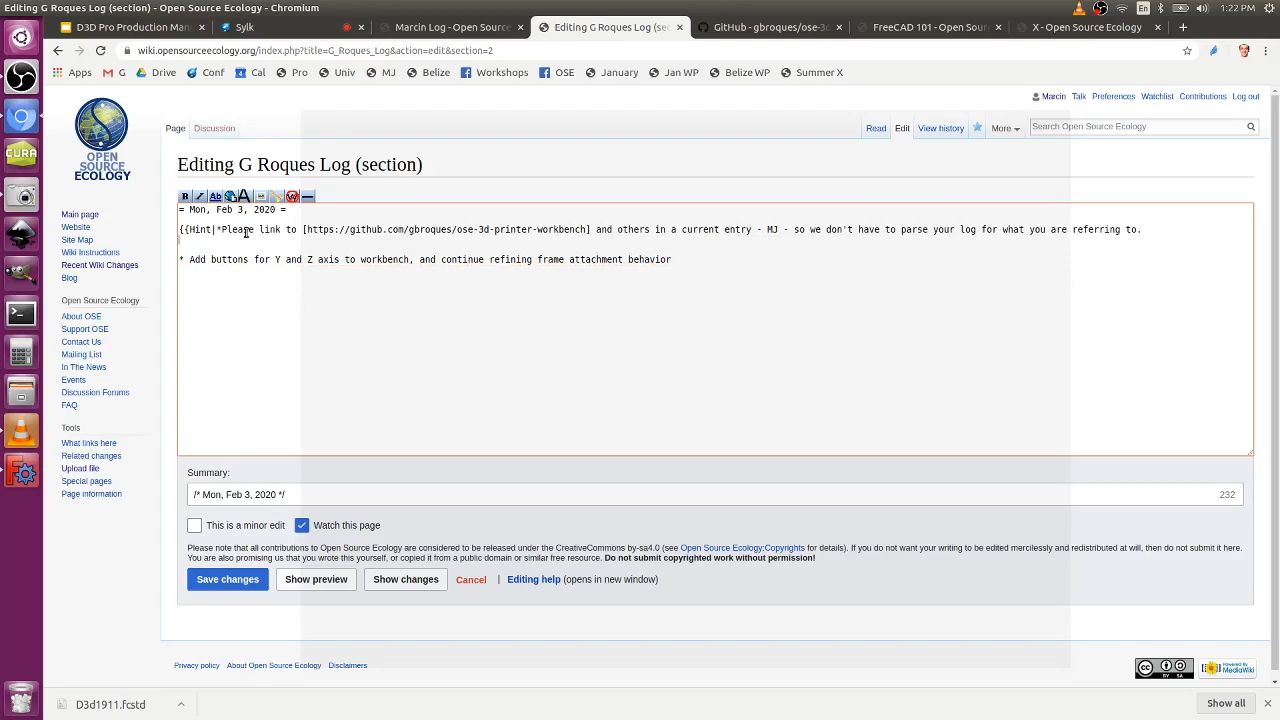 Editing G Roques Log (section) | Open Source Ecology - Chromium
En
1:22 PM
D3D Pro Production Man
Sylk
Marcin Log - Open Source
Editing G Roques Log (sec
GitHub - gbroques/ose-3d
FreeCAD 101 - Open Sour
X - Open Source Ecology
wiki.opensourceecology.org/index.php?title=G_Roques_Log&action=edit&section=2
Apps
G
Drive
Conf
Cal
Pro
Univ
MJ
Belize
Workshops
OSE
January
Jan WP
Belize WP
Summer X
Marcin
Talk
Preferences
Watchlist
Contributions
Log out
OPEN
SOURCE
ECOLOGY
Page
Discussion
Read
Edit
View history
More
Search Open Source Ecology
Editing G Roques Log (section)
B
Ab
A
= Mon, Feb 3, 2020 =
{{Hint|*Please link to [https://github.com/gbroques/ose-3d-printer-workbench] and others in a current entry - MJ - so we don't have to parse your log for what you are referring to.
* Add buttons for Y and Z axis to workbench, and continue refining frame attachment behavior
Main page
Website
Site Map
Wiki Instructions
Recent Wiki Changes
Blog
Open Source Ecology
About OSE
Support OSE
Contact Us
Mailing List
In The News
Events
Discussion Forums
FAQ
Tools
What links here
Related changes
Upload file
Special pages
Page information
CURA
Summary:
/* Mon, Feb 3, 2020 */
232
This is a minor edit
Watch this page
Please note that all contributions to Open Source Ecology are considered to be released under the CreativeCommons by-sa4.0 (see Open Source Ecology:Copyrights for details). If you do not want your writing to be edited mercilessly and redistributed at will, then do not submit it here.
You are also promising us that you wrote this yourself, or copied it from a public domain or similar free resource. Do not submit copyrighted work without permission!
Save changes
Show preview
Show changes
Cancel
| Editing help (opens in new window)
Privacy policy
About Open Source Ecology
Disclaimers
cc
BY SA
Powered By
MediaWiki
D3d1911.fcstd
Show all